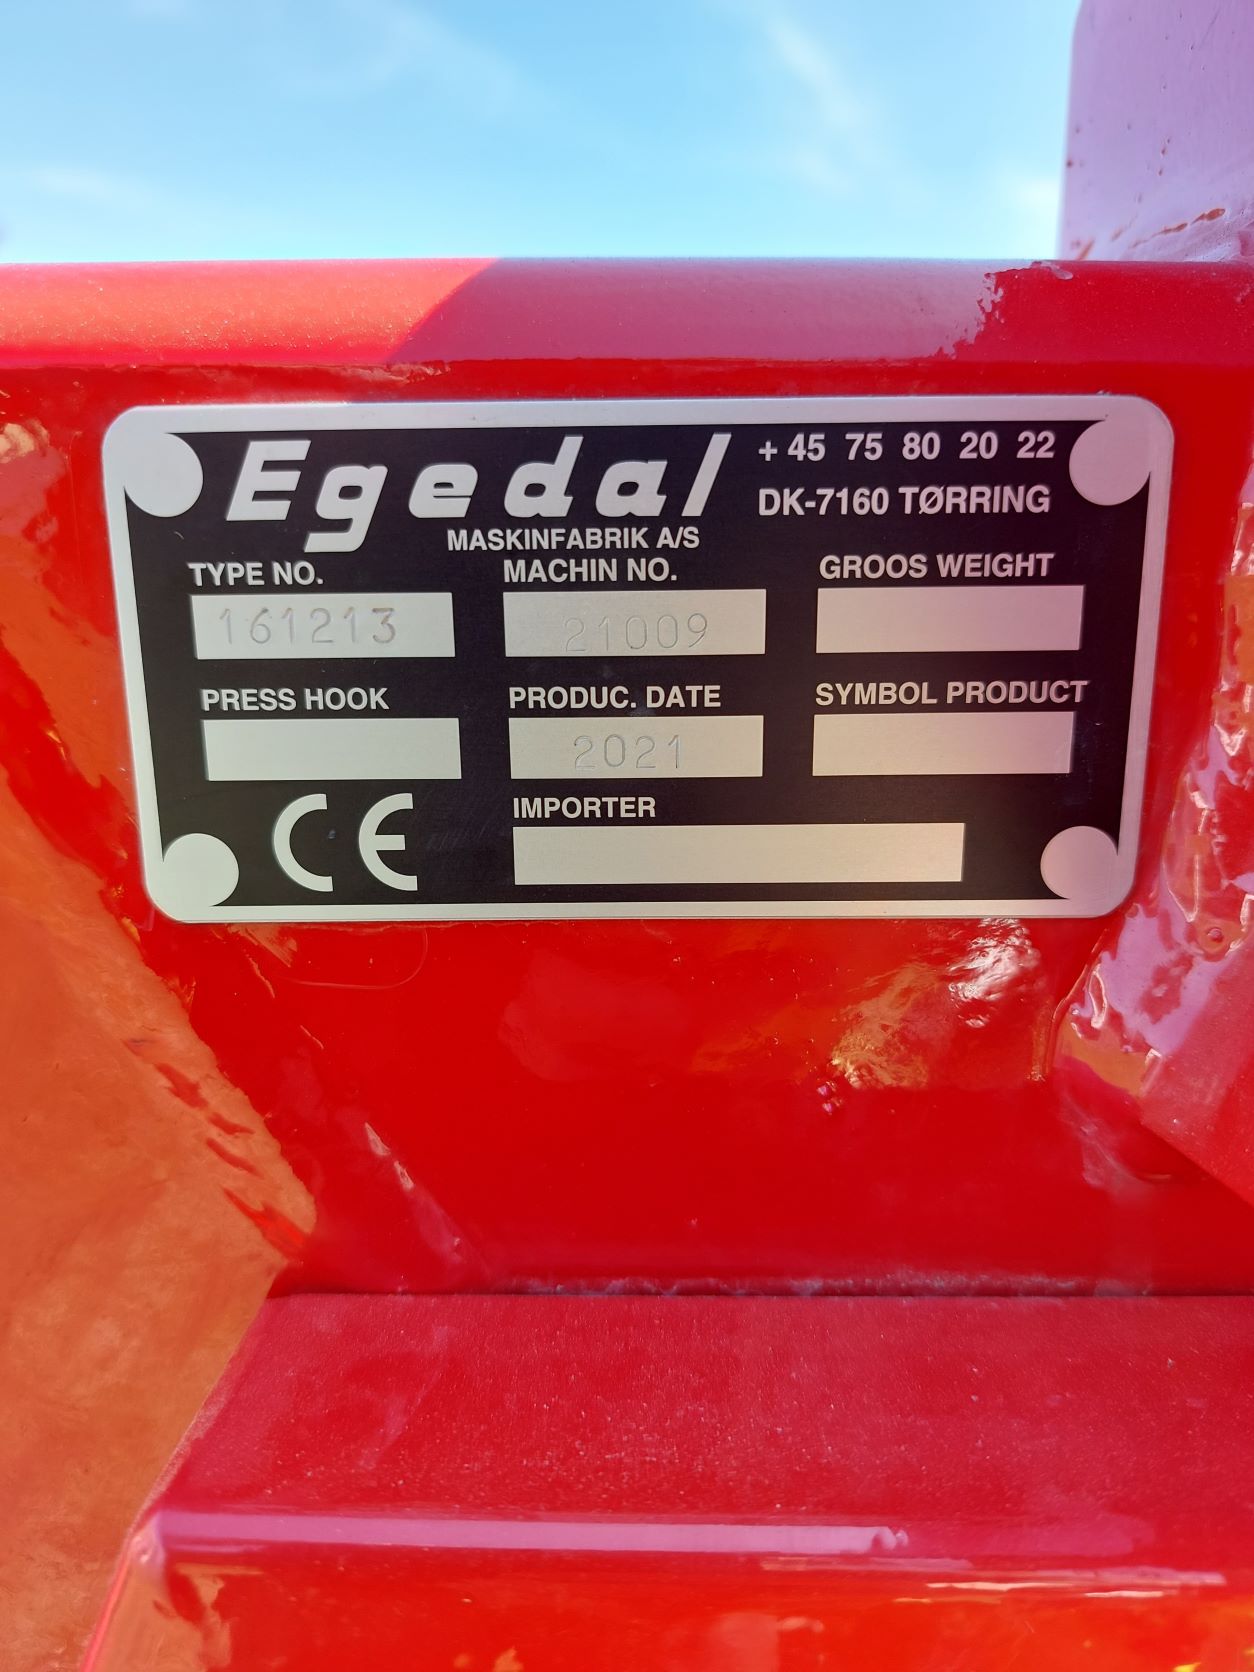 Egedal
MASKINFABRIK A/S
+ 45 75 80 20 22
DK-7160 TØRRING
TYPE NO. MACHIN NO. GROOS WEIGHT
161213 21009
PRESS HOOK PRODUC. DATE SYMBOL PRODUCT
2021
CE IMPORTER